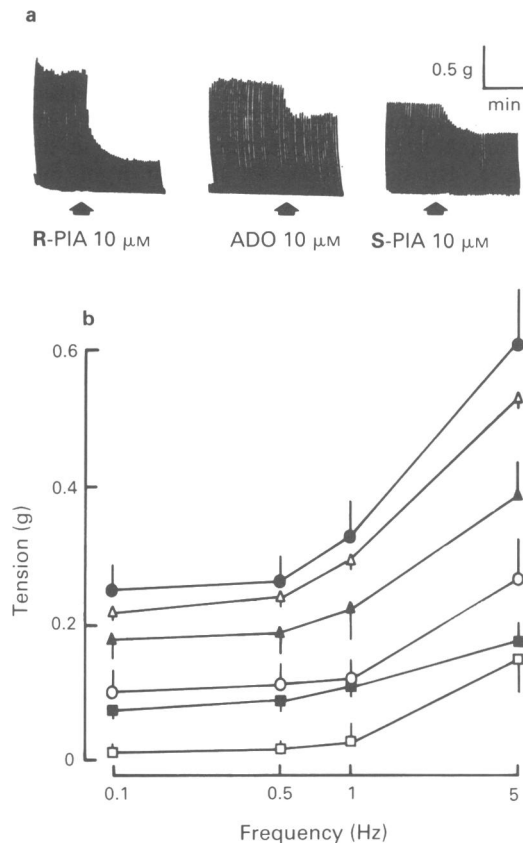 a
0.5 g
min
R-PIA 10 μM
ADO 10 μM
S-PIA 10 μM
b
0.6
0.4
0.2
0
Tension (g)
0.1
0.5
1
5
Frequency (Hz)